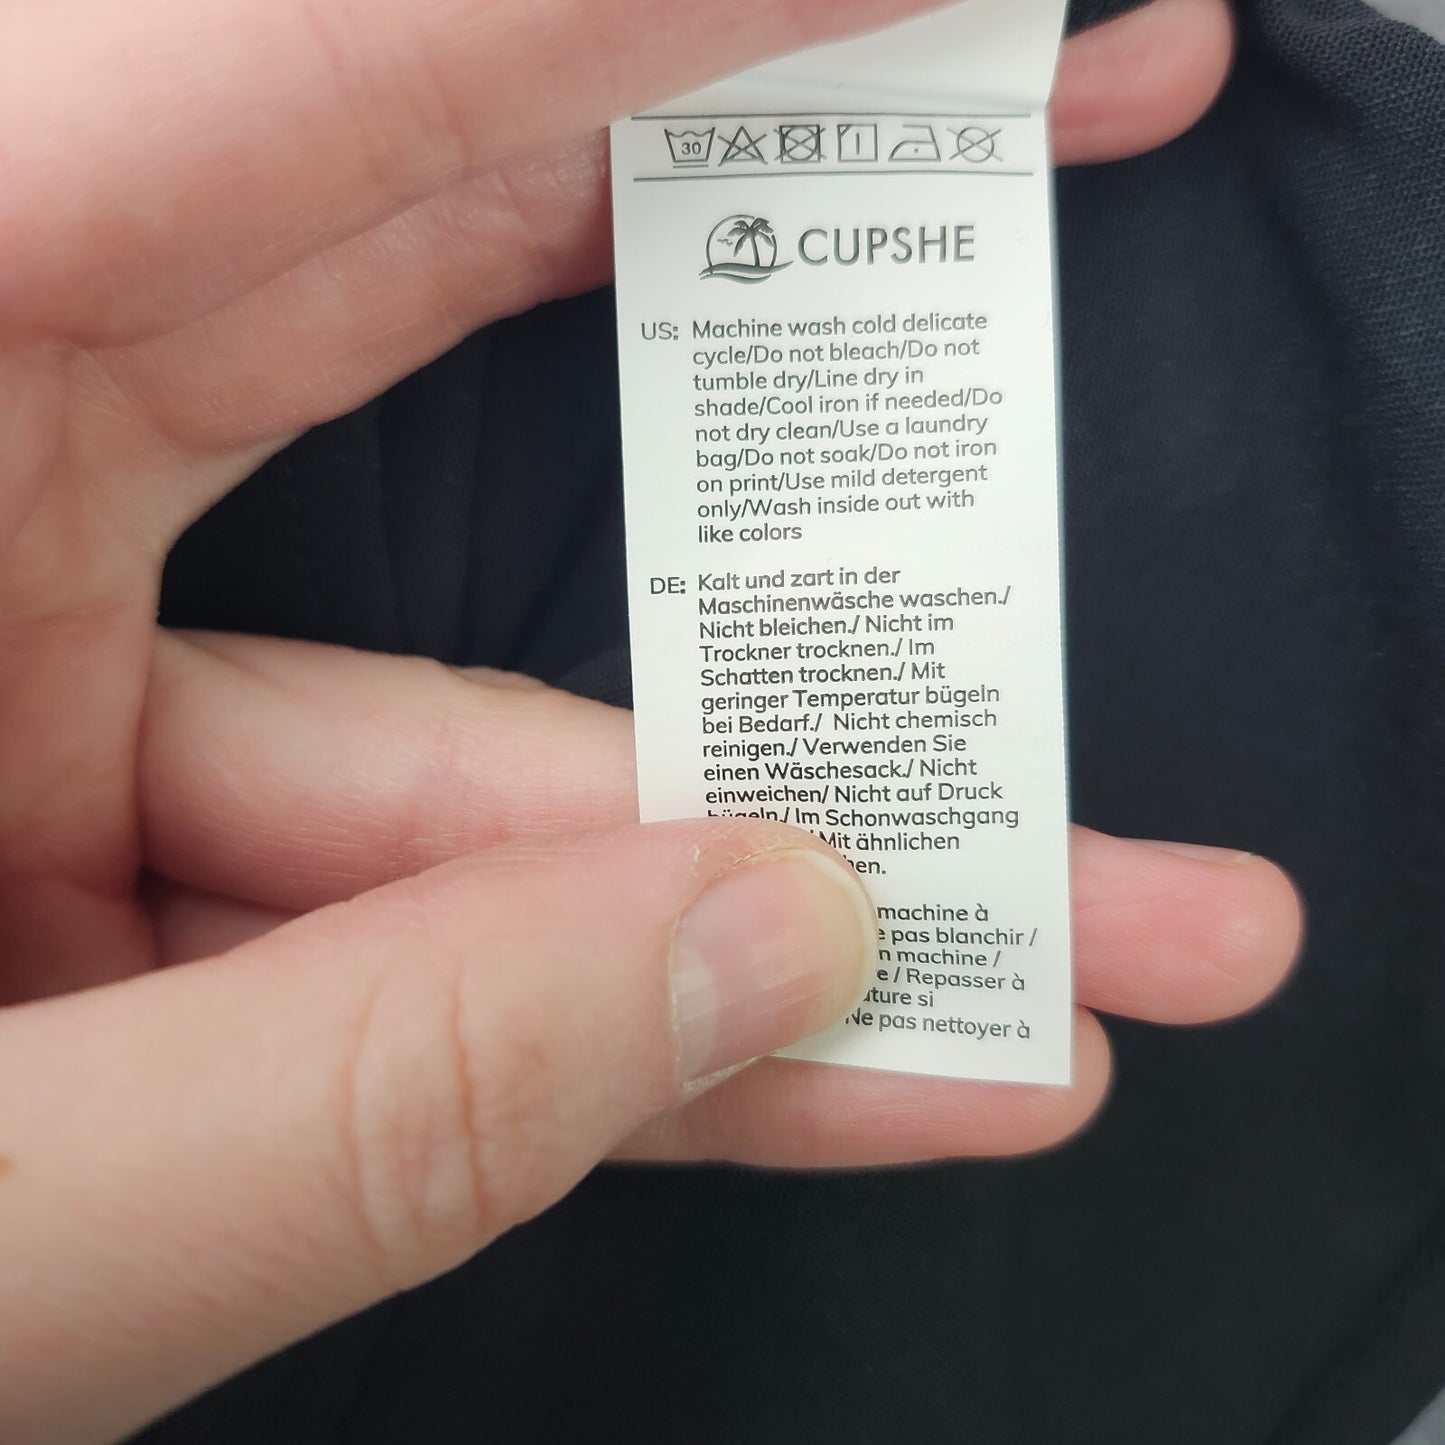 30
CUPSHE
US: Machine wash cold delicate
cycle/Do not bleach/Do not
tumble dry/Line dry in
shade/Cool iron if needed/Do
not dry clean/Use a laundry
bag/Do not soak/Do not iron
on print/Use mild detergent
only/Wash inside out with
like colors
DE: Kalt und zart in der
Maschinenwäsche waschen./
Nicht bleichen./ Nicht im
Trockner trocknen./ Im
Schatten trocknen./ Mit
geringer Temperatur bügeln
bei Bedarf./ Nicht chemisch
reinigen./ Verwenden Sie
einen Wäschesack./ Nicht
einweichen/ Nicht auf Druck
bügeln./ Im Schonwaschgang
Mit ähnlichen
machine à
pas blanchir /
machine /
/ Repasser à
si
Ne pas nettoyer à